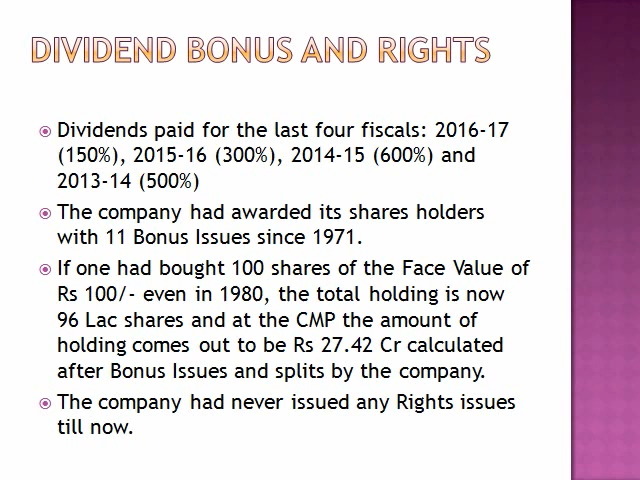 DIVIDEND BONUS AND RIGHTS
Dividends paid for the last four fiscals: 2016-17
(150%), 2015-16 (300%), 2014-15 (600%) and
2013-14 (500%)
The company had awarded its shares holders
with 11 Bonus Issues since 1971.
If one had bought 100 shares of the Face Value of
Rs 100/- even in 1980, the total holding is now
96 Lac shares and at the CMP the amount of
holding comes out to be Rs 27.42 Cr calculated
after Bonus Issues and splits by the company.
The company had never issued any Rights issues
till now.